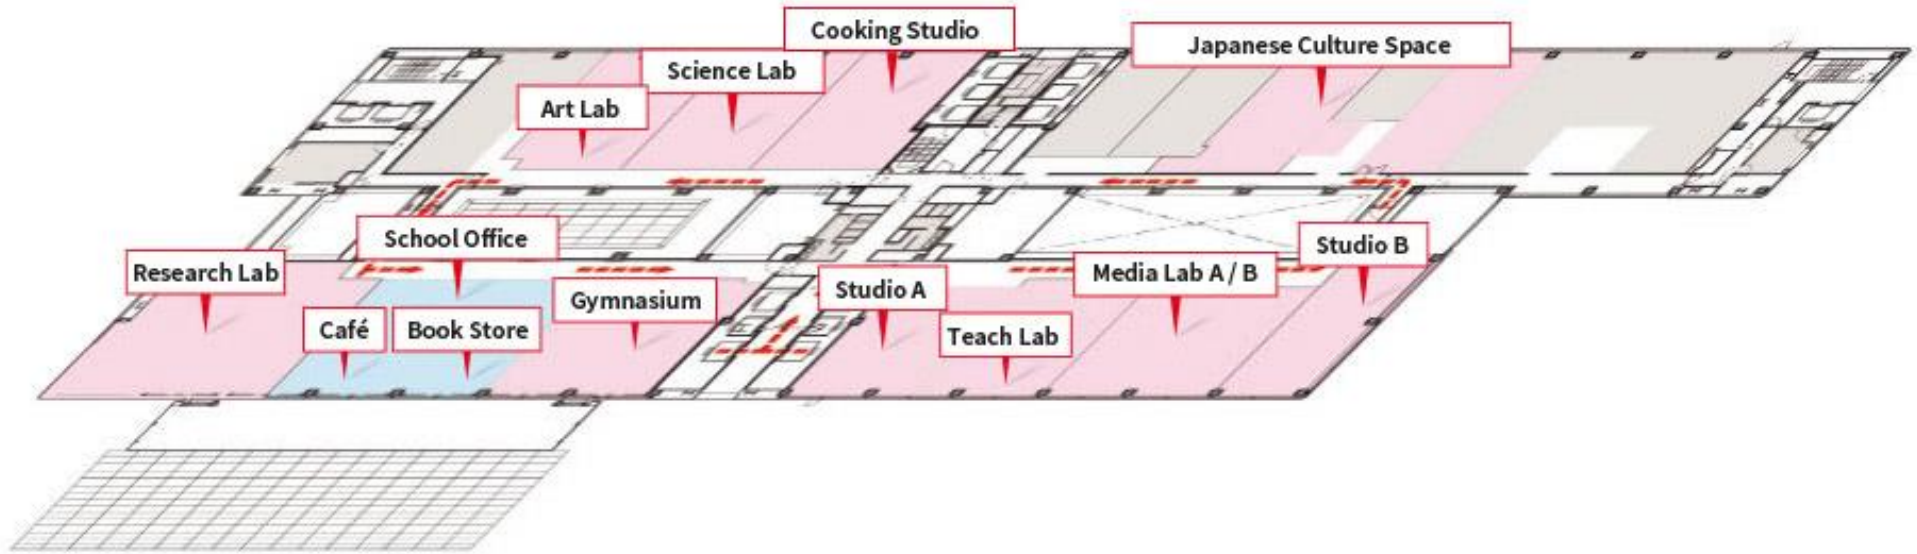 Cooking Studio
Japanese Culture Space
Science Lab
Art Lab
School Office
Studio B
Research Lab
Media Lab A / B
Gymnasium
Studio A
Café
Book Store
Teach Lab